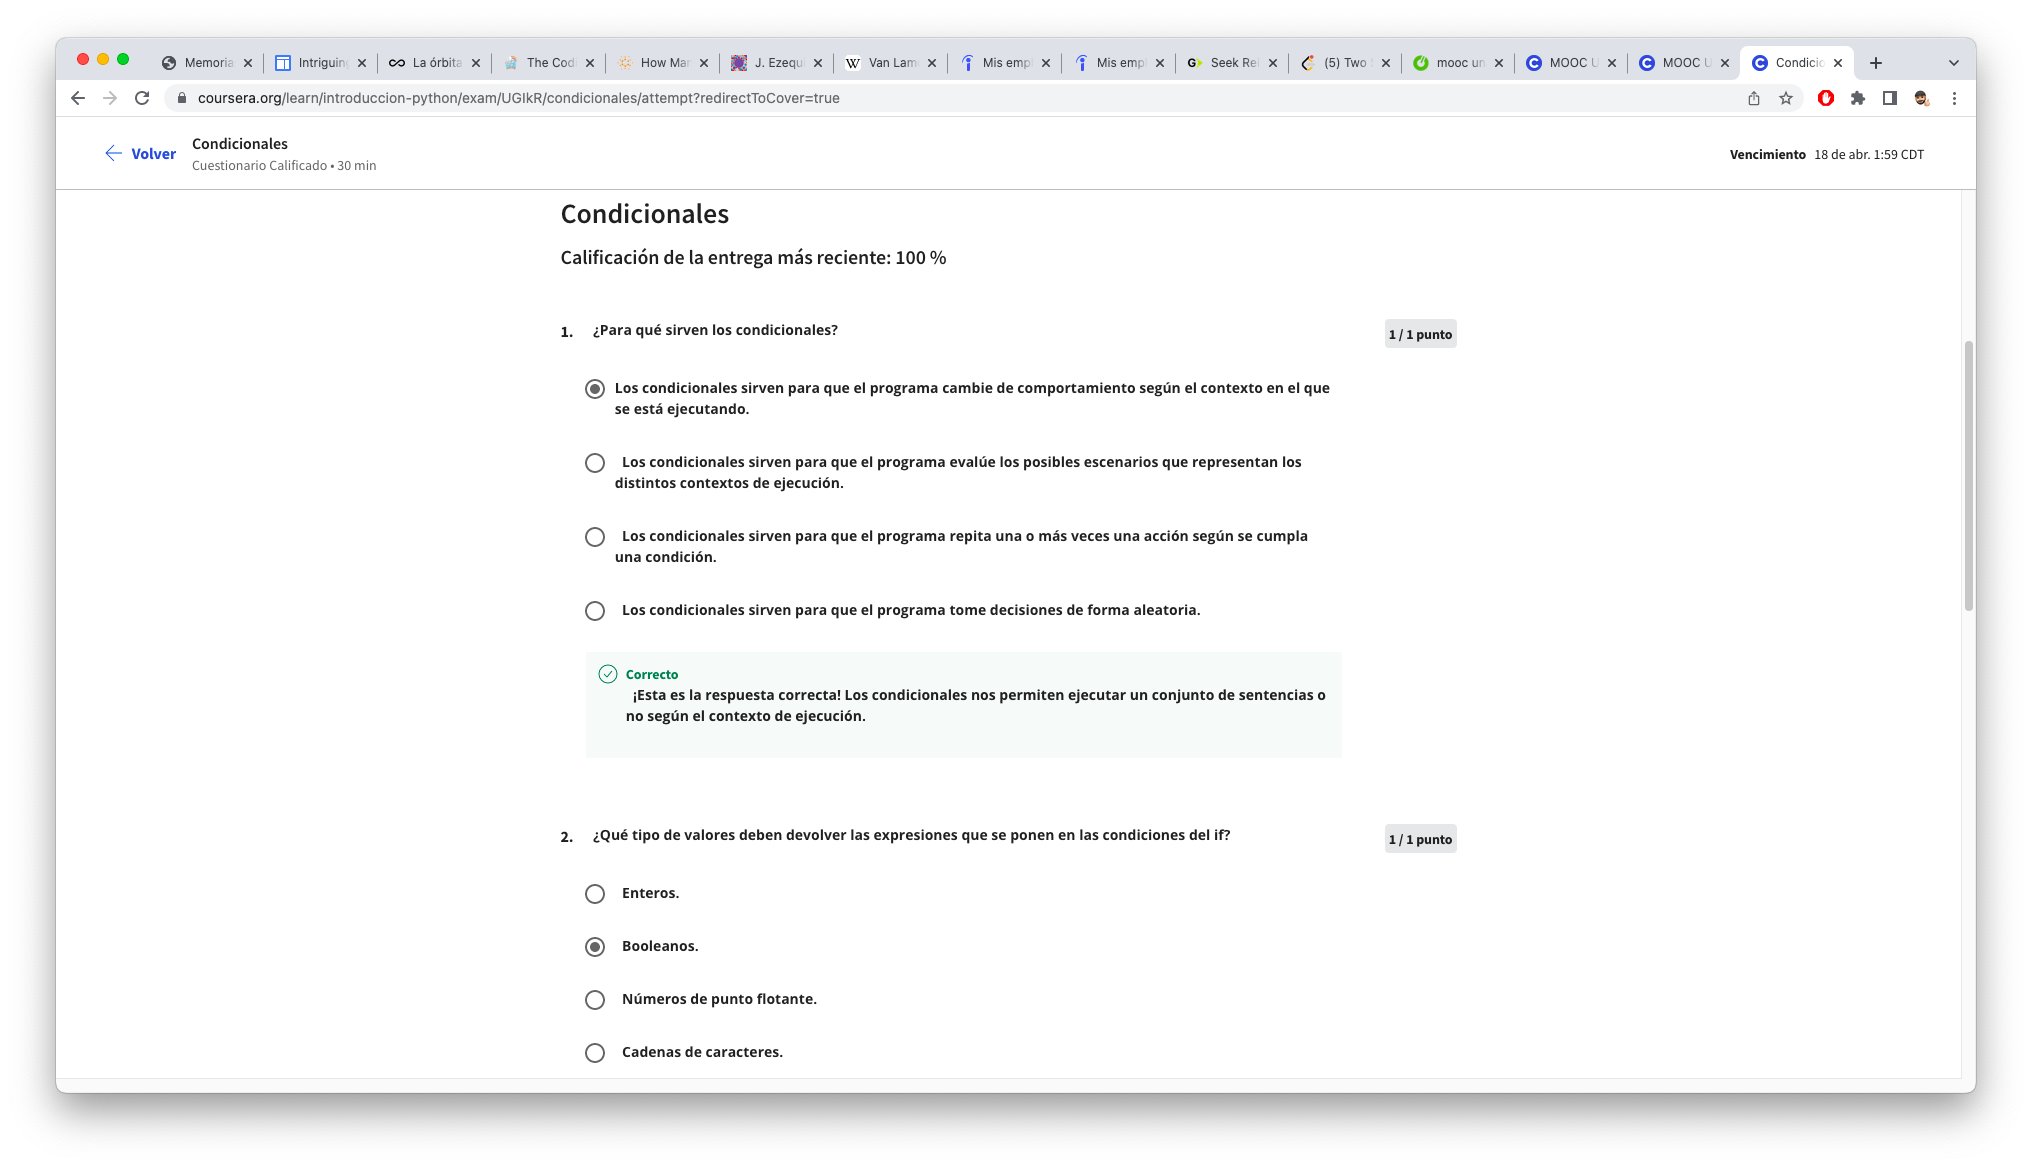 Memoria
Intriguin
La órbita
The Codi
How Mar
J. Ezequi
Van Lam
Mis empl
Mis empl
Seek Rei
(5) Two
mooc un
MOOC U
MOOC U
Condicio
coursera.org/learn/introduccion-python/exam/UGIkR/condicionales/attempt?redirectToCover=true
Volver
Condicionales
Cuestionario Calificado • 30 min
Vencimiento 18 de abr. 1:59 CDT
Condicionales
Calificación de la entrega más reciente: 100 %
1. ¿Para qué sirven los condicionales?
1 / 1 punto
Los condicionales sirven para que el programa cambie de comportamiento según el contexto en el que
se está ejecutando.
Los condicionales sirven para que el programa evalúe los posibles escenarios que representan los
distintos contextos de ejecución.
Los condicionales sirven para que el programa repita una o más veces una acción según se cumpla
una condición.
Los condicionales sirven para que el programa tome decisiones de forma aleatoria.
Correcto
¡Esta es la respuesta correcta! Los condicionales nos permiten ejecutar un conjunto de sentencias o
no según el contexto de ejecución.
2. ¿Qué tipo de valores deben devolver las expresiones que se ponen en las condiciones del if?
1 / 1 punto
Enteros.
Booleanos.
Números de punto flotante.
Cadenas de caracteres.